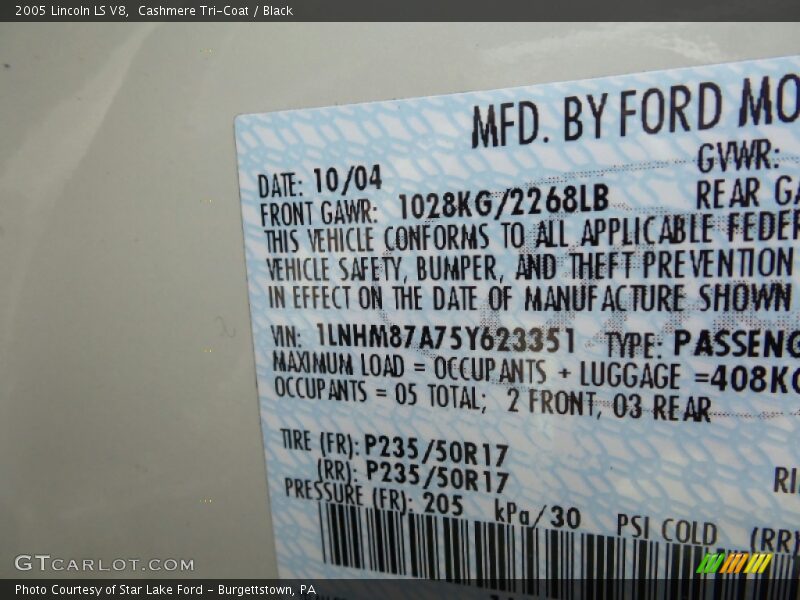 2005 Lincoln LS V8, Cashmere Tri-Coat / Black
MFD. BY FORD MO
DATE: 10/04
GVWR:
FRONT GAWR: 1028KG/2268LB
REAR GA
THIS VEHICLE CONFORMS TO ALL APPLICABLE FEDER
VEHICLE SAFETY, BUMPER, AND THEFT PREVENTION
IN EFFECT ON THE DATE OF MANUFACTURE SHOWN
VIN: 1LNHM87A75Y623351 TYPE: PASSENG
MAXIMUM LOAD = OCCUPANTS + LUGGAGE =408KG
OCCUPANTS = 05 TOTAL; 2 FRONT, 03 REAR
TIRE (FR): P235/50R17
(RR): P235/50R17
RI
PRESSURE (FR): 205 kPa/30 PSI COLD (RR)
GTCARLOT.COM
Photo Courtesy of Star Lake Ford - Burgettstown, PA